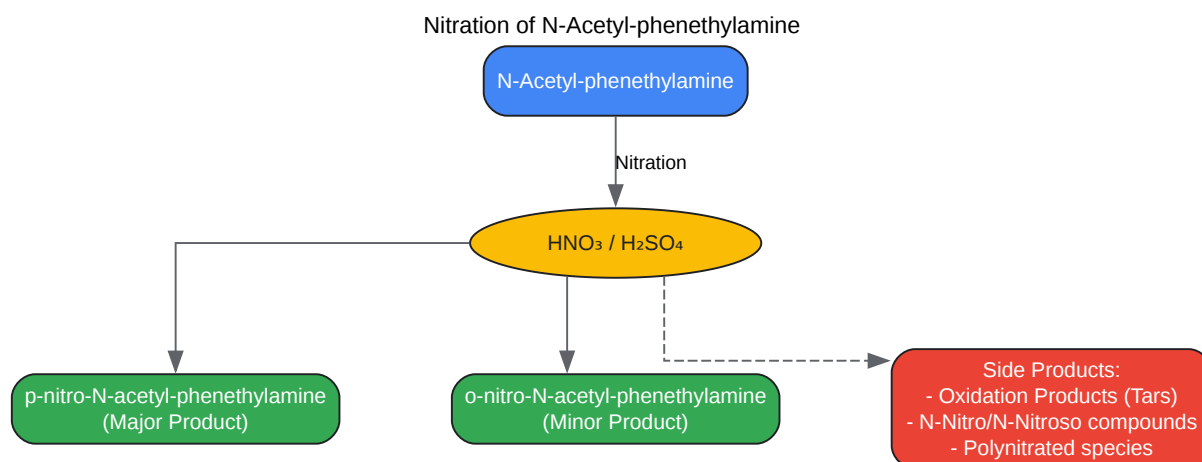 Nitration of N-Acetyl-phenethylamine
N-Acetyl-phenethylamine
Nitration
HNO₃ / H₂SO₄
p-nitro-N-acetyl-phenethylamine
(Major Product)
o-nitro-N-acetyl-phenethylamine
(Minor Product)
Side Products:
- Oxidation Products (Tars)
- N-Nitro/N-Nitroso compounds
- Polynitrated species